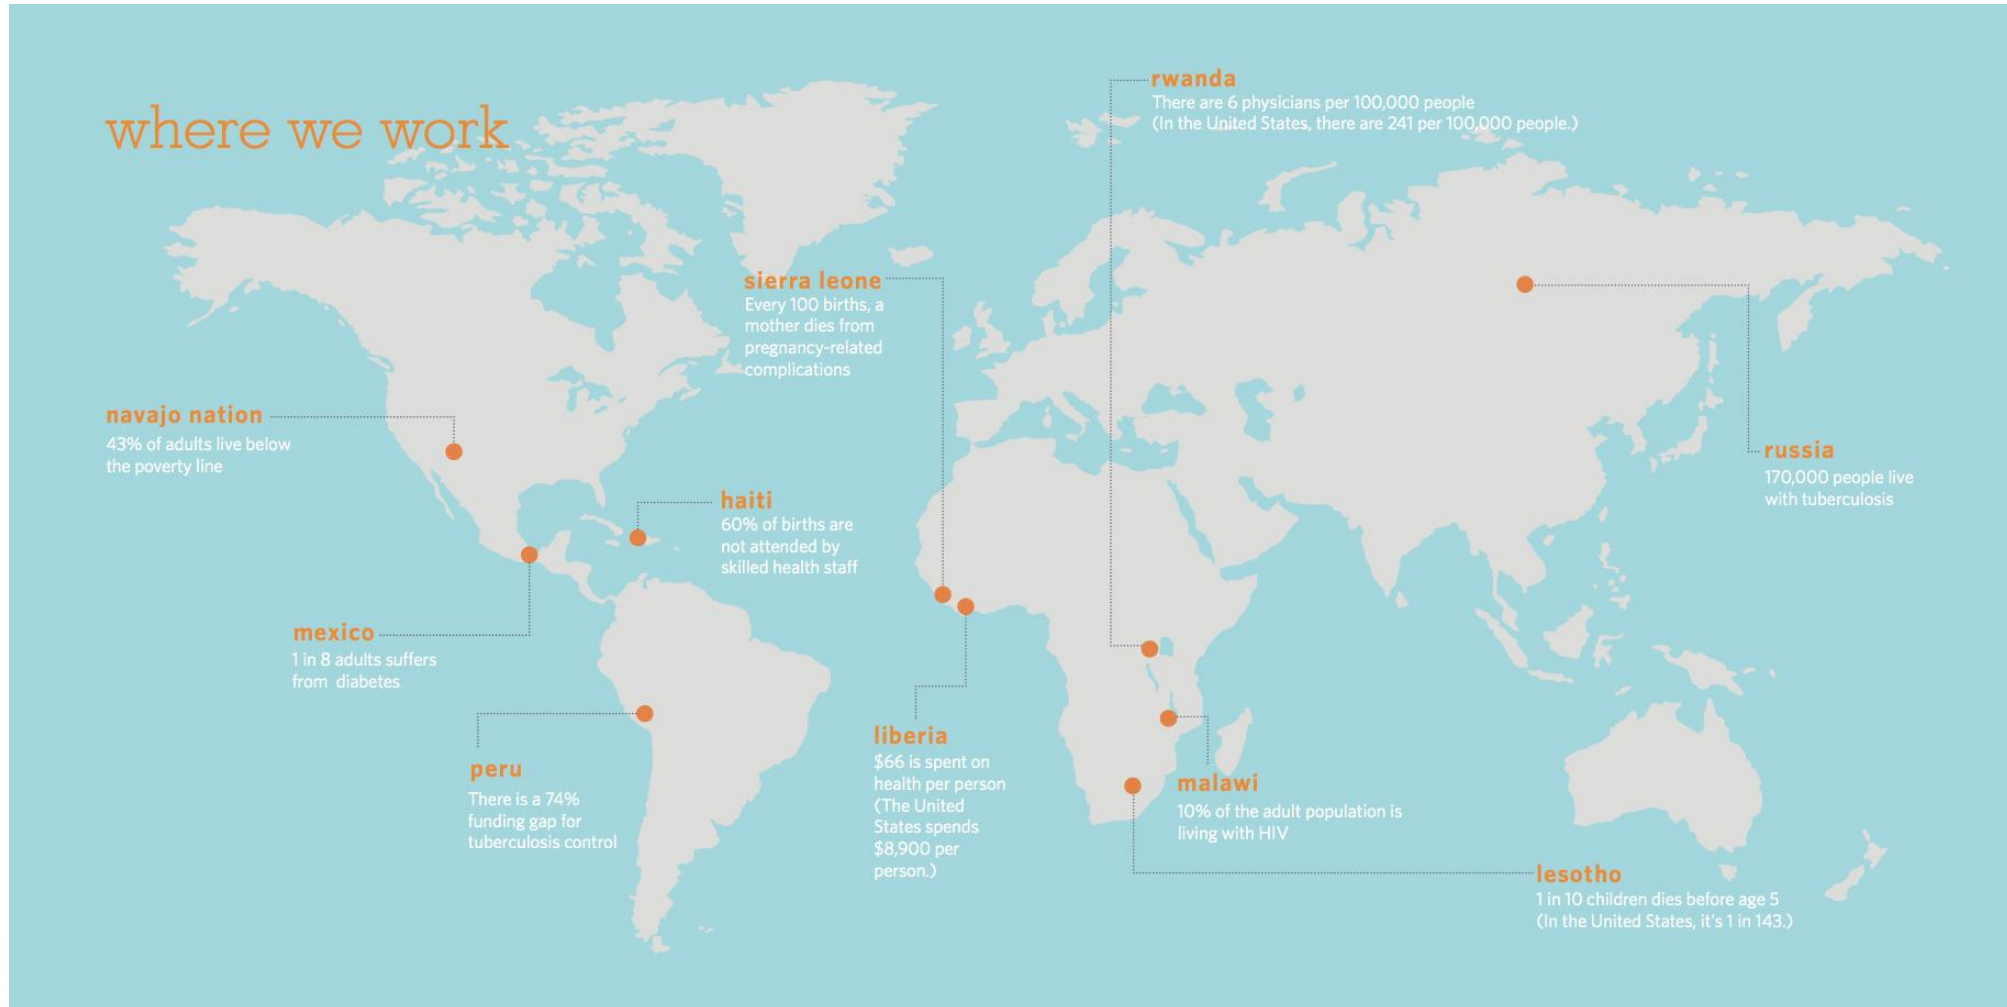 where we work
rwanda
There are 6 physicians per 100,000 people
(In the United States, there are 241 per 100,000 people.)
sierra leone
Every 100 births, a
mother dies from
pregnancy-related
complications
navajo nation
43% of adults live below
the poverty line
haiti
60% of births are
not attended by
skilled health staff
russia
170,000 people live
with tuberculosis
mexico
1 in 8 adults suffers
from diabetes
peru
There is a 74%
funding gap for
tuberculosis control
liberia
$66 is spent on
health per person
(The United
States spends
$8,900 per
person.)
malawi
10% of the adult population is
living with HIV
lesotho
1 in 10 children dies before age 5
(In the United States, it's 1 in 143.)